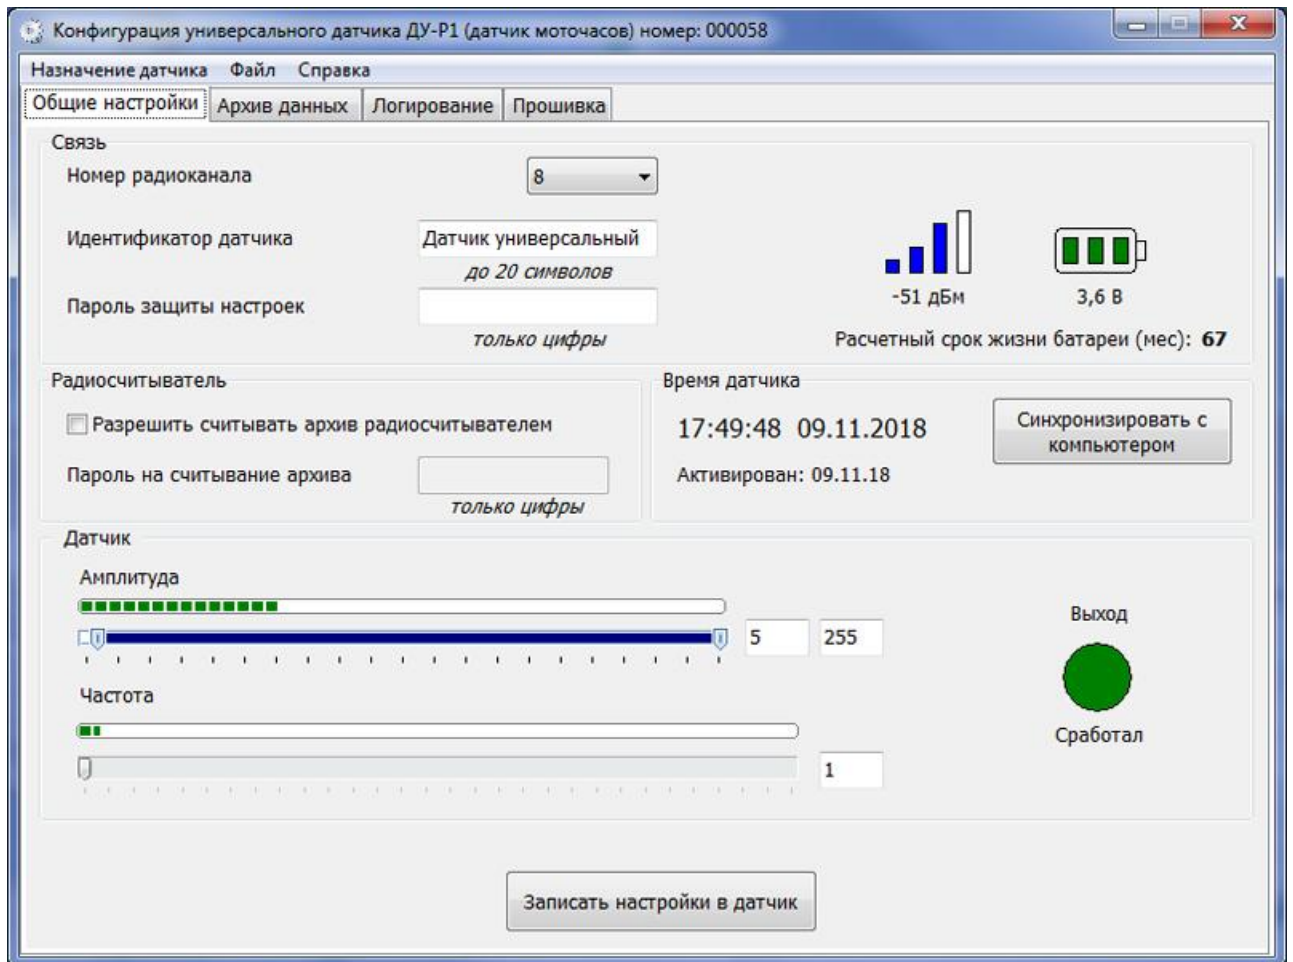 Конфигурация универсального датчика ДУ-Р1 (датчик моточасов) номер: 000058
Назначение датчика Файл Справка
Общие настройки Архив данных Логирование Прошивка
Связь
Номер радиоканала 8
Идентификатор датчика Датчик универсальный
до 20 символов
Пароль защиты настроек
только цифры
-51 дБм 3,6 В
Расчетный срок жизни батареи (мес): 67
Радиосчитыватель
Разрешить считывать архив радиосчитывателем
Пароль на считывание архива
только цифры
Время датчика
17:49:48 09.11.2018
Синхронизировать с
компьютером
Активирован: 09.11.18
Датчик
Амплитуда
5 255
Частота
1
Выход
Сработал
Записать настройки в датчик